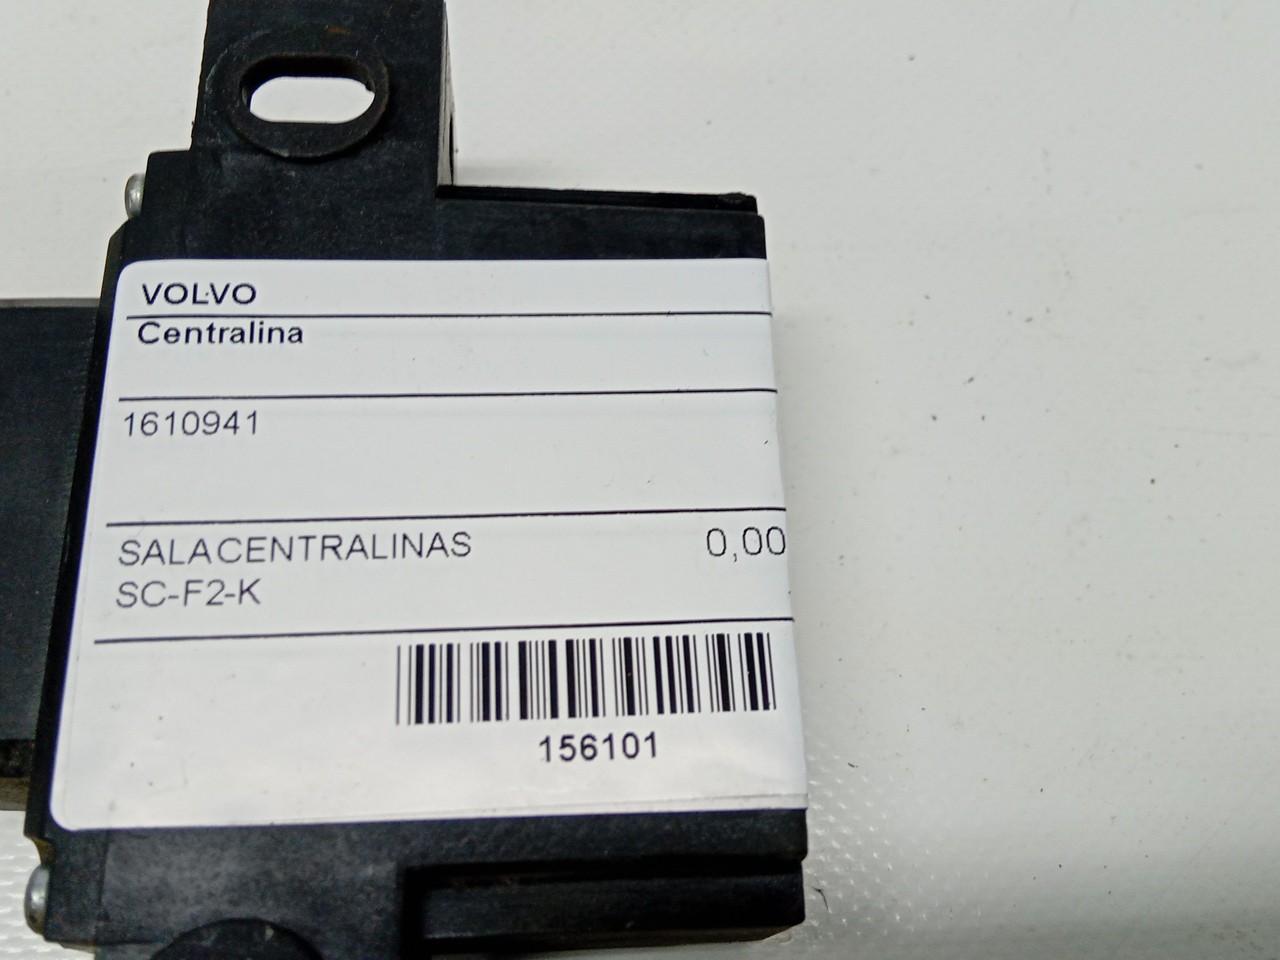 VOLVO
Centralina
1610941
SALACENTRALINAS 0,00
SC-F2-K
156101